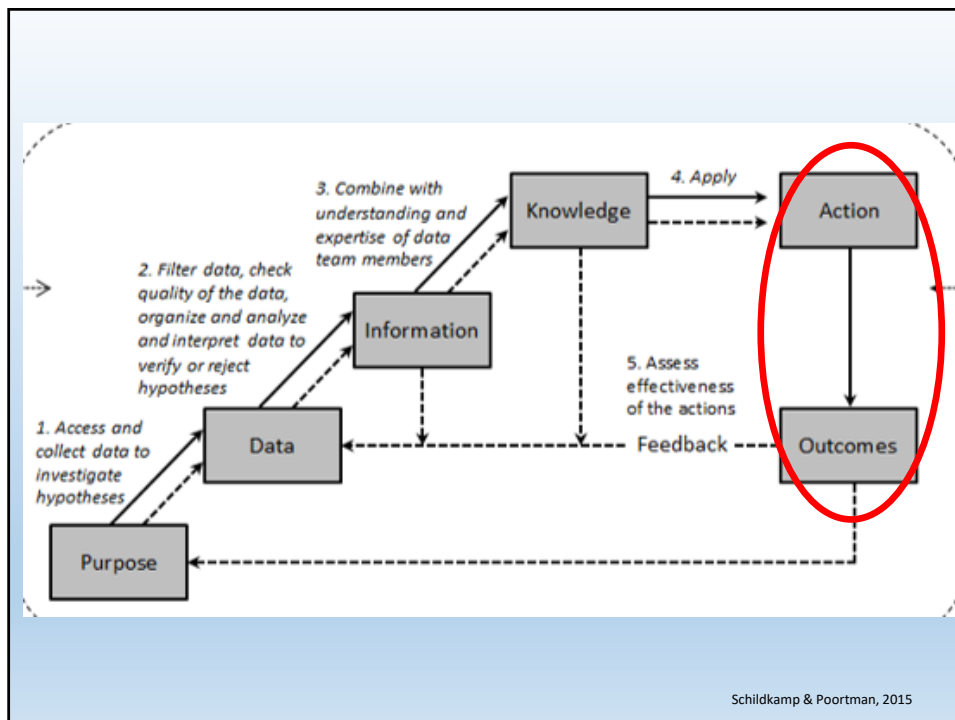 3. Combine with
understanding and
expertise of data
team members
Knowledge
4. Apply
Action
2. Filter data, check
quality of the data,
organize and analyze
and interpret data to
verify or reject
hypotheses
Information
5. Assess
effectiveness
of the actions
1. Access and
collect data to
investigate
hypotheses
Data
Feedback
Outcomes
Purpose
Schildkamp & Poortman, 2015